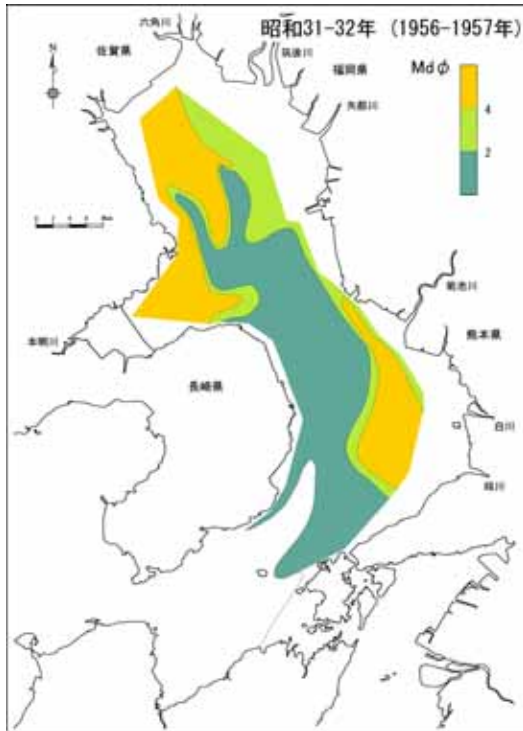 昭和31-32年 (1956-1957年)
六角川
佐賀県
筑後川
福岡県
N
Mdφ
矢部川
4
2
菊池川
熊本県
本明川
長崎県
白川
緑川